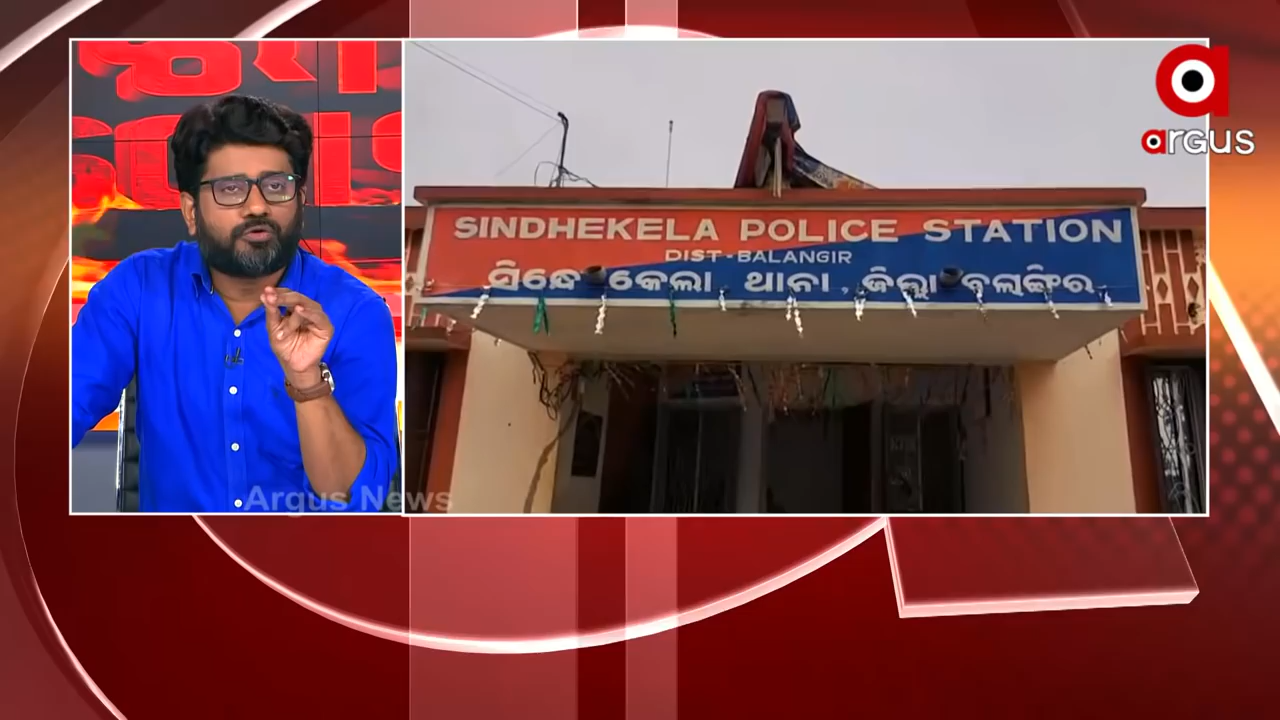 argus
SINDHEKELA POLICE STATION
DIST-BALANGIR
ସିନ୍ଧେ କେଲା ଥାନା, ଜିଲ୍ଲା ବଲାଙ୍ଗିର
Argus News